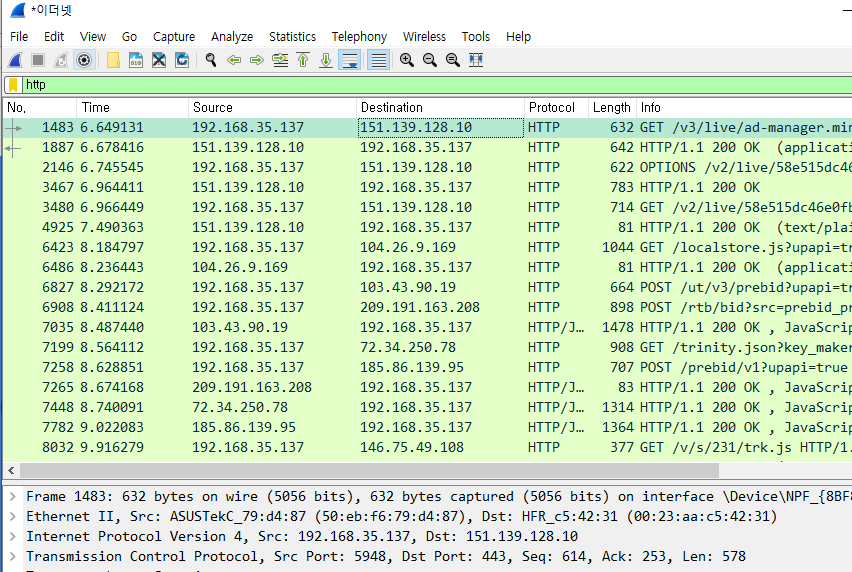 *이더넷
File Edit View Go Capture Analyze Statistics Telephony Wireless Tools Help
http
No. Time Source Destination Protocol Length Info
1483 6.649131 192.168.35.137 151.139.128.10 HTTP 632 GET /v3/live/ad-manager.min
1887 6.678416 151.139.128.10 192.168.35.137 HTTP 642 HTTP/1.1 200 OK (applicati
2146 6.745545 192.168.35.137 151.139.128.10 HTTP 622 OPTIONS /v2/live/58e515dc46
3467 6.964411 151.139.128.10 192.168.35.137 HTTP 783 HTTP/1.1 200 OK
3480 6.966449 192.168.35.137 151.139.128.10 HTTP 714 GET /v2/live/58e515dc46e0fb
4925 7.490363 151.139.128.10 192.168.35.137 HTTP 81 HTTP/1.1 200 OK (text/plai
6423 8.184797 192.168.35.137 104.26.9.169 HTTP 1044 GET /localstore.js?upapi=tr
6486 8.236443 104.26.9.169 192.168.35.137 HTTP 81 HTTP/1.1 200 OK (applicati
6827 8.292172 192.168.35.137 103.43.90.19 HTTP 664 POST /ut/v3/prebid?upapi=tr
6908 8.411124 192.168.35.137 209.191.163.208 HTTP 898 POST /rtb/bid?src=prebid_pr
7035 8.487440 103.43.90.19 192.168.35.137 HTTP/J… 1478 HTTP/1.1 200 OK , JavaScrip
7199 8.564112 192.168.35.137 72.34.250.78 HTTP 908 GET /trinity.json?key_maker
7258 8.628851 192.168.35.137 185.86.139.95 HTTP 707 POST /prebid/v1?upapi=true
7265 8.674168 209.191.163.208 192.168.35.137 HTTP/J… 83 HTTP/1.1 200 OK , JavaScrip
7448 8.740091 72.34.250.78 192.168.35.137 HTTP/J… 1314 HTTP/1.1 200 OK , JavaScrip
7782 9.022083 185.86.139.95 192.168.35.137 HTTP/J… 1364 HTTP/1.1 200 OK , JavaScrip
8032 9.916279 192.168.35.137 146.75.49.108 HTTP 377 GET /v/s/231/trk.js HTTP/1.
Frame 1483: 632 bytes on wire (5056 bits), 632 bytes captured (5056 bits) on interface \Device\NPF_{8BF8
Ethernet II, Src: ASUSTekC_79:d4:87 (50:eb:f6:79:d4:87), Dst: HFR_c5:42:31 (00:23:aa:c5:42:31)
Internet Protocol Version 4, Src: 192.168.35.137, Dst: 151.139.128.10
Transmission Control Protocol, Src Port: 5948, Dst Port: 443, Seq: 614, Ack: 253, Len: 578